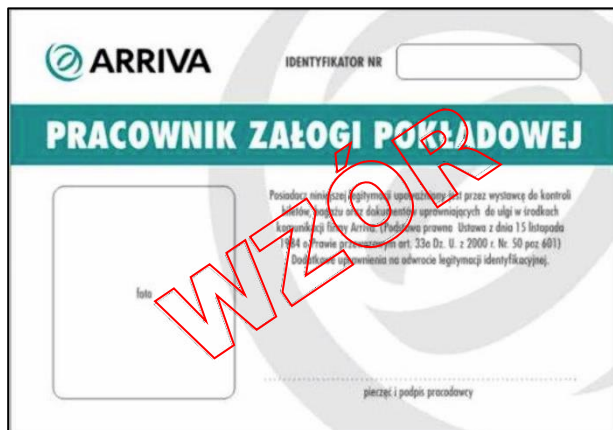 ARRIVA
IDENTYFIKATOR NR
PRACOWNIK ZAŁOGI POKŁADOWEJ
Posiadacz niniejszej legitymacji upoważniony jest przez wystawcę do kontroli
biletów, bagażu oraz dokumentów uprawniających do ulgi w środkach
komunikacji firmy Arriva. (Podstawa prawna Ustawa z dnia 15 listopada
1984 o Prawie przewozowym art. 33a Dz. U. z 2000 r. Nr. 50 poz 601)
Dodatkowe uprawnienia na odwrocie legitymacji identyfikacyjnej.
WZÓR
foto
pieczęć i podpis pracodawcy